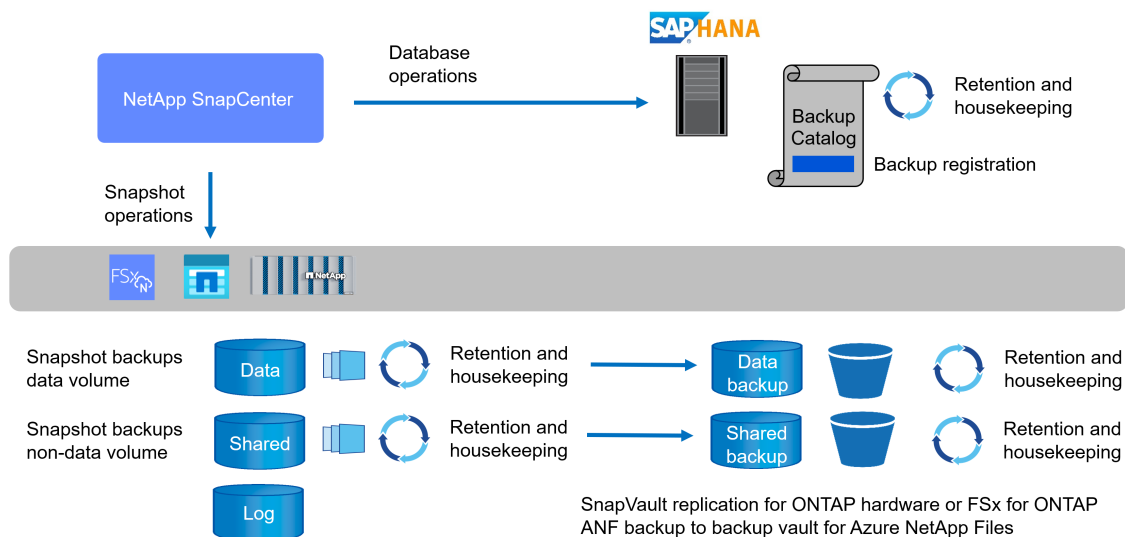 SAP HANA
®
Database
operations
NetApp SnapCenter
Backup
Catalog
Retention and
housekeeping
Backup registration
Snapshot
operations
FSx
N
NetApp
Snapshot backups
data volume
Data
Retention and
housekeeping
Data
backup
Retention and
housekeeping
Snapshot backups
non-data volume
Shared
Retention and
housekeeping
Shared
backup
Retention and
housekeeping
Log
SnapVault replication for ONTAP hardware or FSx for ONTAP
ANF backup to backup vault for Azure NetApp Files